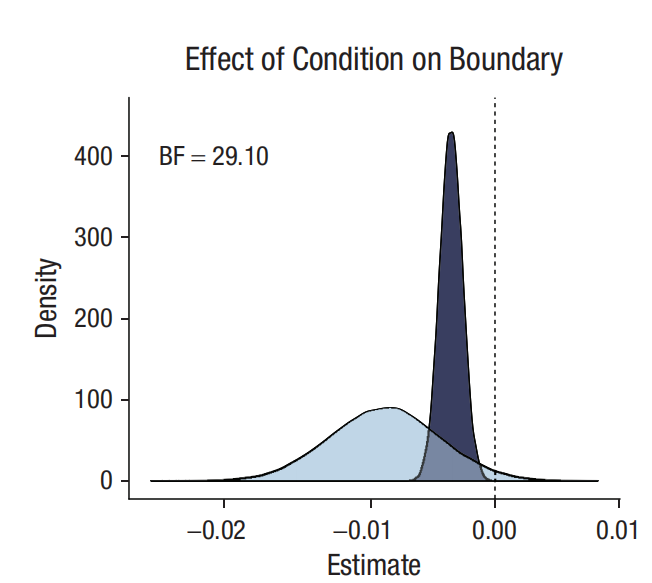 Effect of Condition on Boundary
BF = 29.10
400
300
200
100
0
Density
−0.02
−0.01
0.00
0.01
Estimate